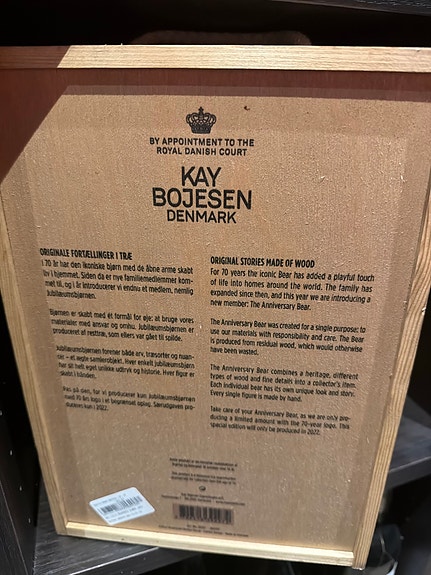 BY APPOINTMENT TO THE
ROYAL DANISH COURT
KAY
BOJESEN
DENMARK
ORIGINALE FORTÆLLINGER I TRÆ
I 70 år har den ikoniske bjørn med de åbne arme skabt
liv i hjemmet. Siden da er nye familiemedlemmer kom-
met til, og i år introducerer vi endnu et medlem, nemlig
Jubilæumsbjørnen.
Bjørnen er skabt med ét formål for øje: at bruge vores
materialer med ansvar og omhu. Jubilæumsbjørnen er
produceret af resttræ, som ellers var gået til spilde.
Jubilæumsbjørnen forener både arv, træsorter og nuan-
cer – et ægte samlerobjekt. Hver enkelt jubilæumsbjørn
har sit helt eget unikke udtryk og historie. Hver figur er
skabt i hånden.
Pas på den, for vi producerer kun Jubilæumsbjørnen
med 70 års logo i et begrænset oplag. Særudgaven pro-
duceres kun i 2022.
ORIGINAL STORIES MADE OF WOOD
For 70 years the iconic Bear has added a playful touch
of life into homes around the world. The family has
expanded since then, and this year we are introducing a
new member: The Anniversary Bear.
The Anniversary Bear was created for a single purpose; to
use our materials with responsibility and care. The Bear
is produced from residual wood, which would otherwise
have been wasted.
The Anniversary Bear combines a heritage, different
types of wood and fine details into a collector's item.
Each individual bear has its own unique look and story.
Every single figure is made by hand.
Take care of your Anniversary Bear, as we are only pro-
ducing a limited amount with the 70-year logo. This
special edition will only be produced in 2022.